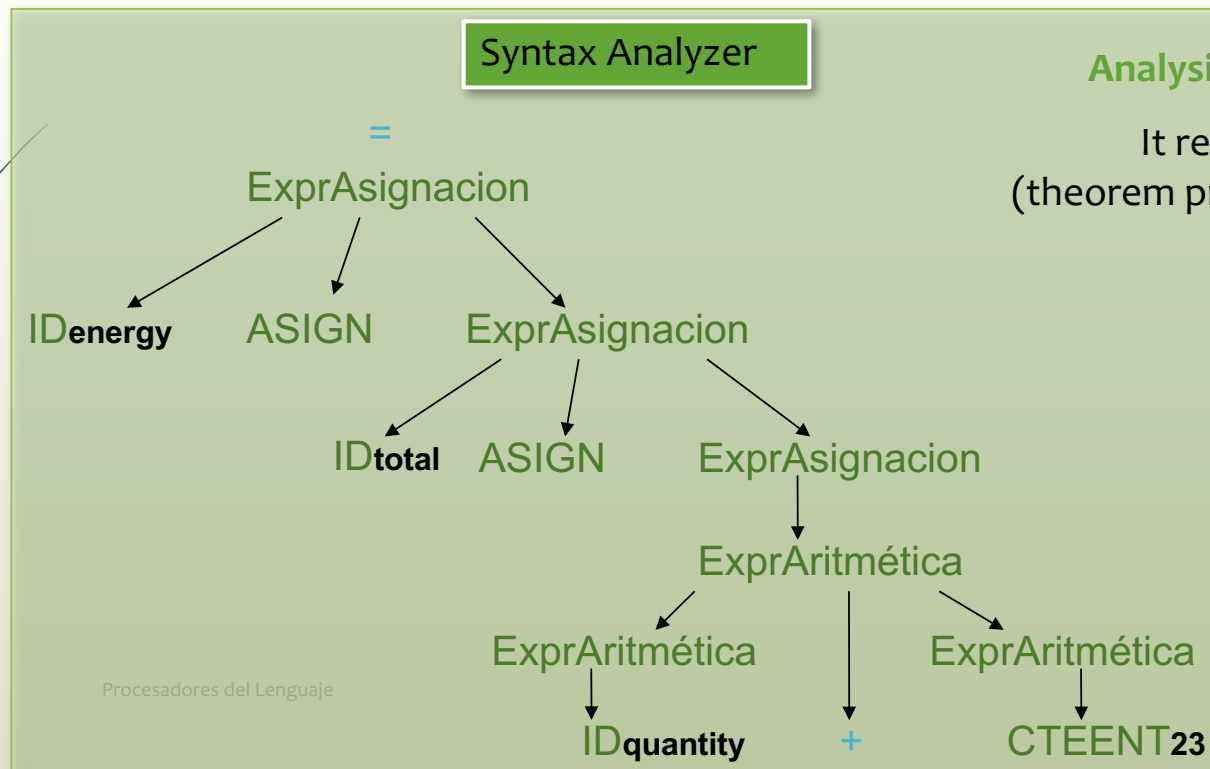 Syntax Analyzer
Analysi
It re
(theorem pr
=
ExprAsignacion
IDenergy ASIGN ExprAsignacion
IDtotal ASIGN ExprAsignacion
ExprAritmética
ExprAritmética ExprAritmética
Procesadores del Lenguaje
IDquantity + CTEENT23